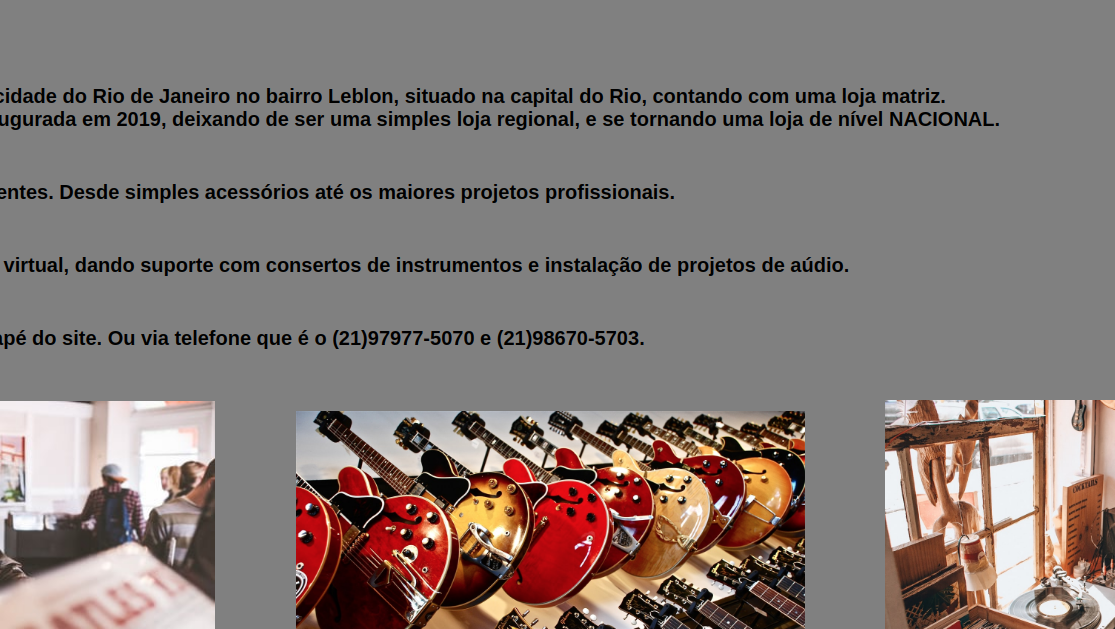 cidade do Rio de Janeiro no bairro Leblon, situado na capital do Rio, contando com uma loja matriz.
ugurada em 2019, deixando de ser uma simples loja regional, e se tornando uma loja de nível NACIONAL.
entes. Desde simples acessórios até os maiores projetos profissionais.
virtual, dando suporte com consertos de instrumentos e instalação de projetos de aúdio.
apé do site. Ou via telefone que é o (21)97977-5070 e (21)98670-5703.
COCKTAILS